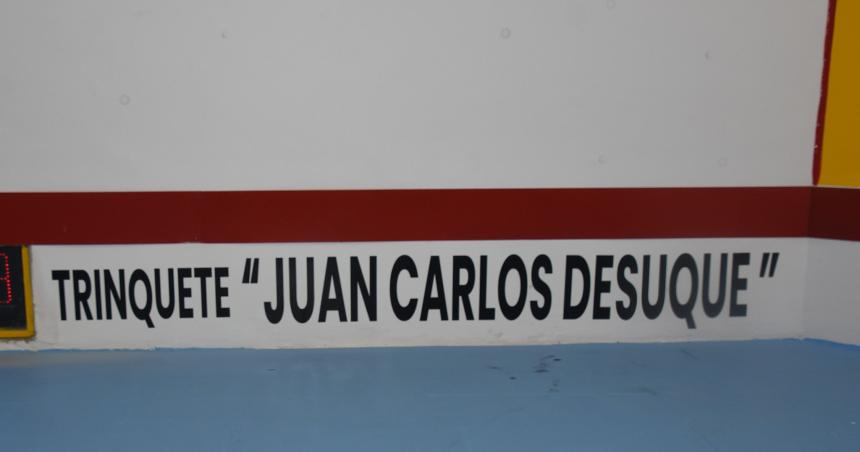 TRINQUETE "JUAN CARLOS DESUQUE"